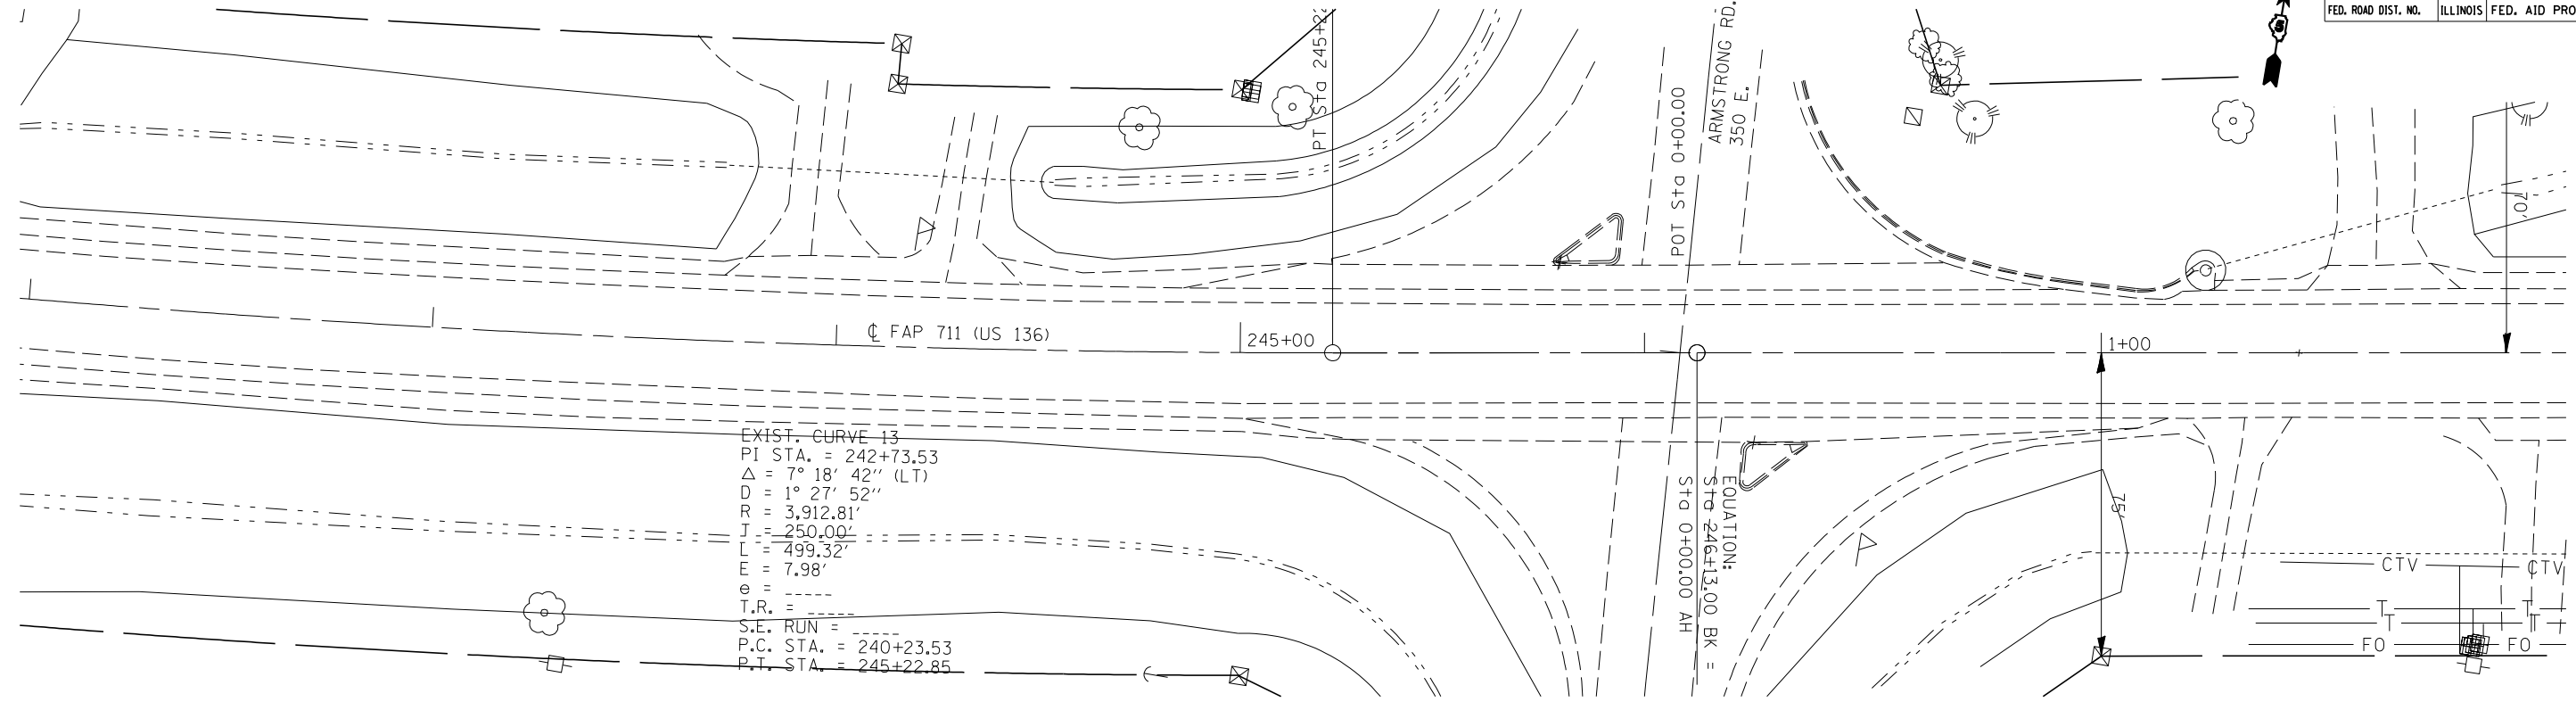 FED. ROAD DIST. NO. ILLINOIS FED. AID PRO
PT Sta 245+22
POT Sta 0+00.00
ARMSTRONG RD.
350 E.
70'
℄ FAP 711 (US 136)
245+00
1+00
EXIST. CURVE 13
PI STA. = 242+73.53
△ = 7° 18' 42'' (LT)
D = 1° 27' 52''
R = 3,912.81'
T = 250.00'
L = 499.32'
E = 7.98'
e = _____
T.R. = _____
S.E. RUN = _____
P.C. STA. = 240+23.53
P.T. STA. = 245+22.85
EQUATION:
Sta 246+13.00 BK =
Sta 0+00.00 AH
75'
CTV CTV
T T
T T
FO FO